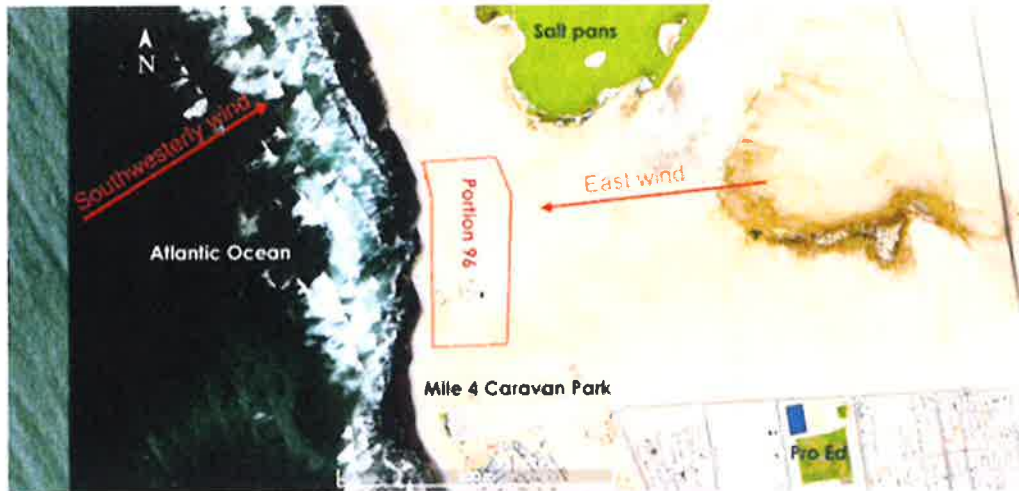 Salt pans
N
Southwesterly wind
East wind
Portion 96
Atlantic Ocean
Mile 4 Caravan Park
Pro Ed